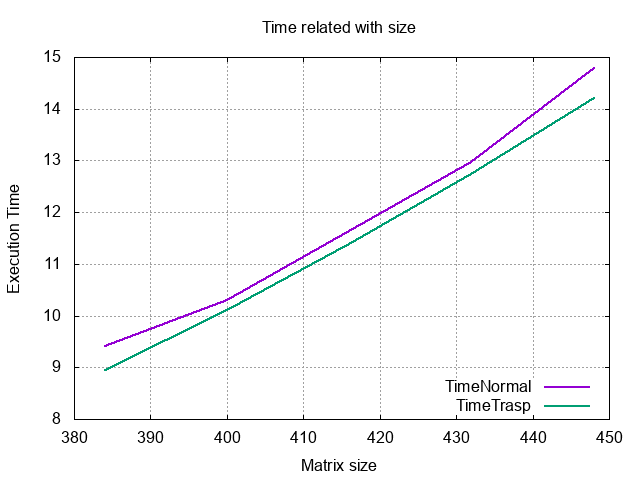 Time related with size
15
14
13
12
11
10
9
8
Execution Time
TimeNormal
TimeTrasp
380 390 400 410 420 430 440 450
Matrix size